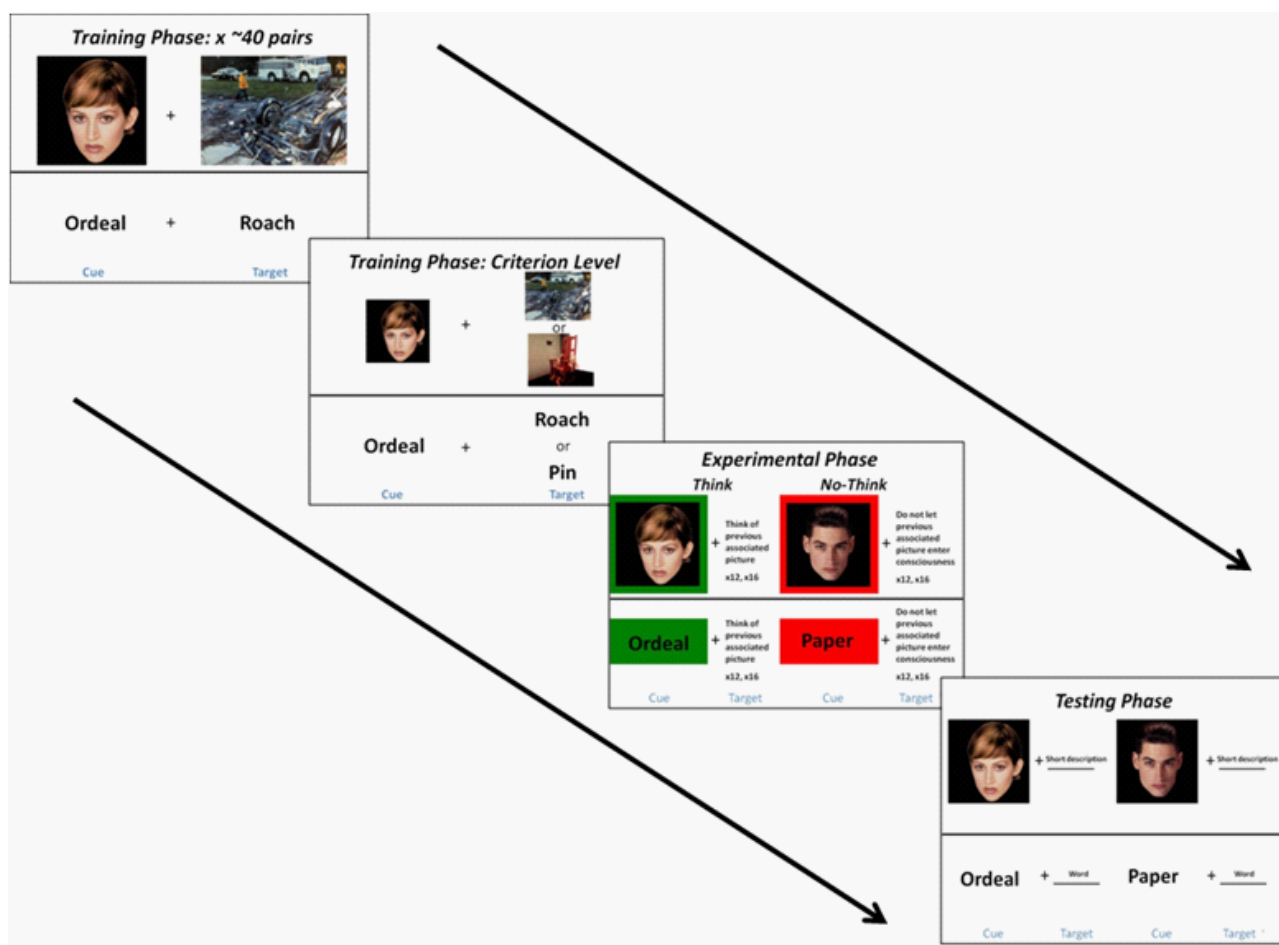 Training Phase: x ~40 pairs
+
Ordeal + Roach
Cue Target
Training Phase: Criterion Level
+
or
Roach
Ordeal + or
Pin
Cue Target
Experimental Phase
Think No-Think
+ Think of
previous
associated
picture
x12, x16
+ Do not let
previous
associated
picture enter
consciousness
x12, x16
Ordeal + Think of
previous
associated
picture
x12, x16
Paper + Do not let
previous
associated
picture enter
consciousness
x12, x16
Cue Target Cue Target
Testing Phase
+ Short description + Short description
Ordeal + Word Paper + Word
Cue Target Cue Target